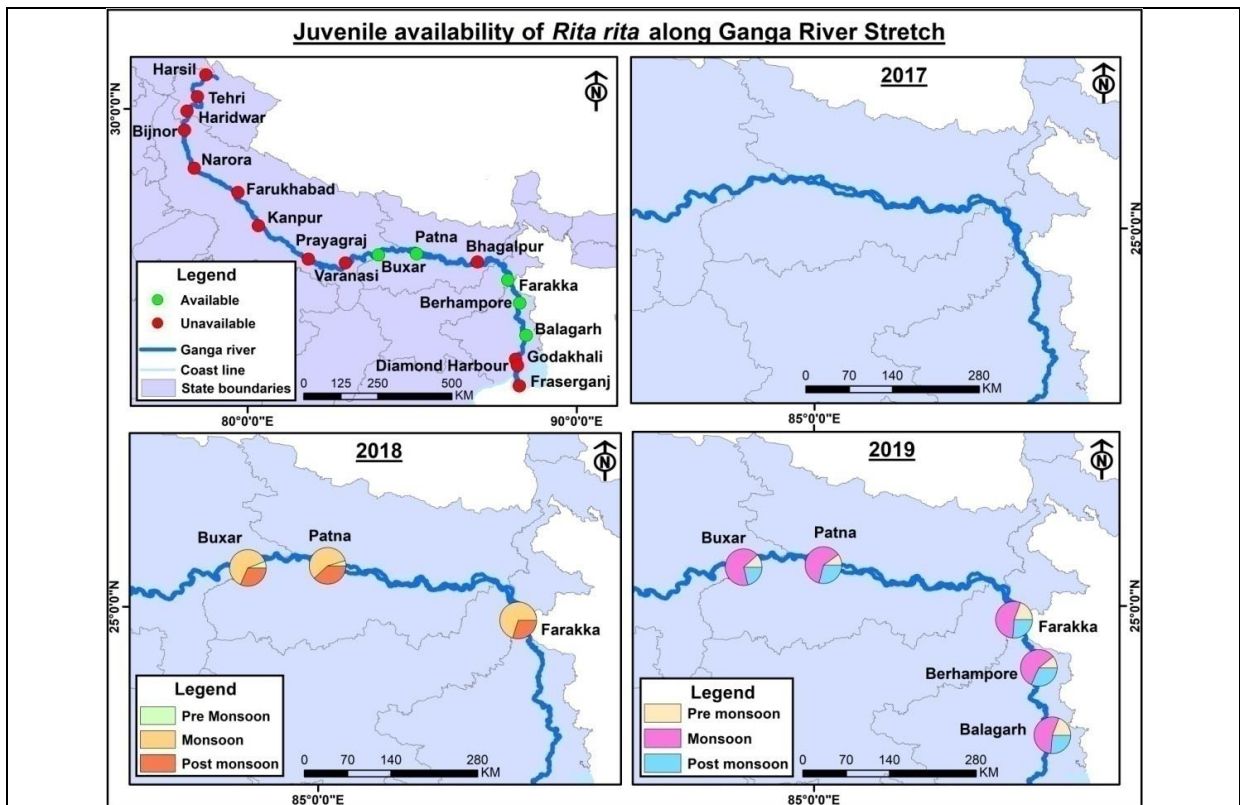 Juvenile availability of Rita rita along Ganga River Stretch
Harsil
N
Tehri
30°0'0"N
Haridwar
Bijnor
Narora
Farukhabad
Kanpur
Prayagraj
Patna
Bhagalpur
Varanasi
Buxar
Legend
Available
Unavailable
Ganga river
Coast line
State boundaries
Farakka
Berhampore
Balagarh
Godakhali
Diamond Harbour
Fraserganj
0 125 250 500
KM
80°0'0"E
90°0'0"E
2017
N
25°0'0"N
0 70 140 280
KM
85°0'0"E
2018
N
Buxar
Patna
25°0'0"N
Farakka
Legend
Pre Monsoon
Monsoon
Post monsoon
0 70 140 280
KM
85°0'0"E
2019
N
Buxar
Patna
25°0'0"N
Farakka
Berhampore
Balagarh
Legend
Pre monsoon
Monsoon
Post monsoon
0 70 140 280
KM
85°0'0"E